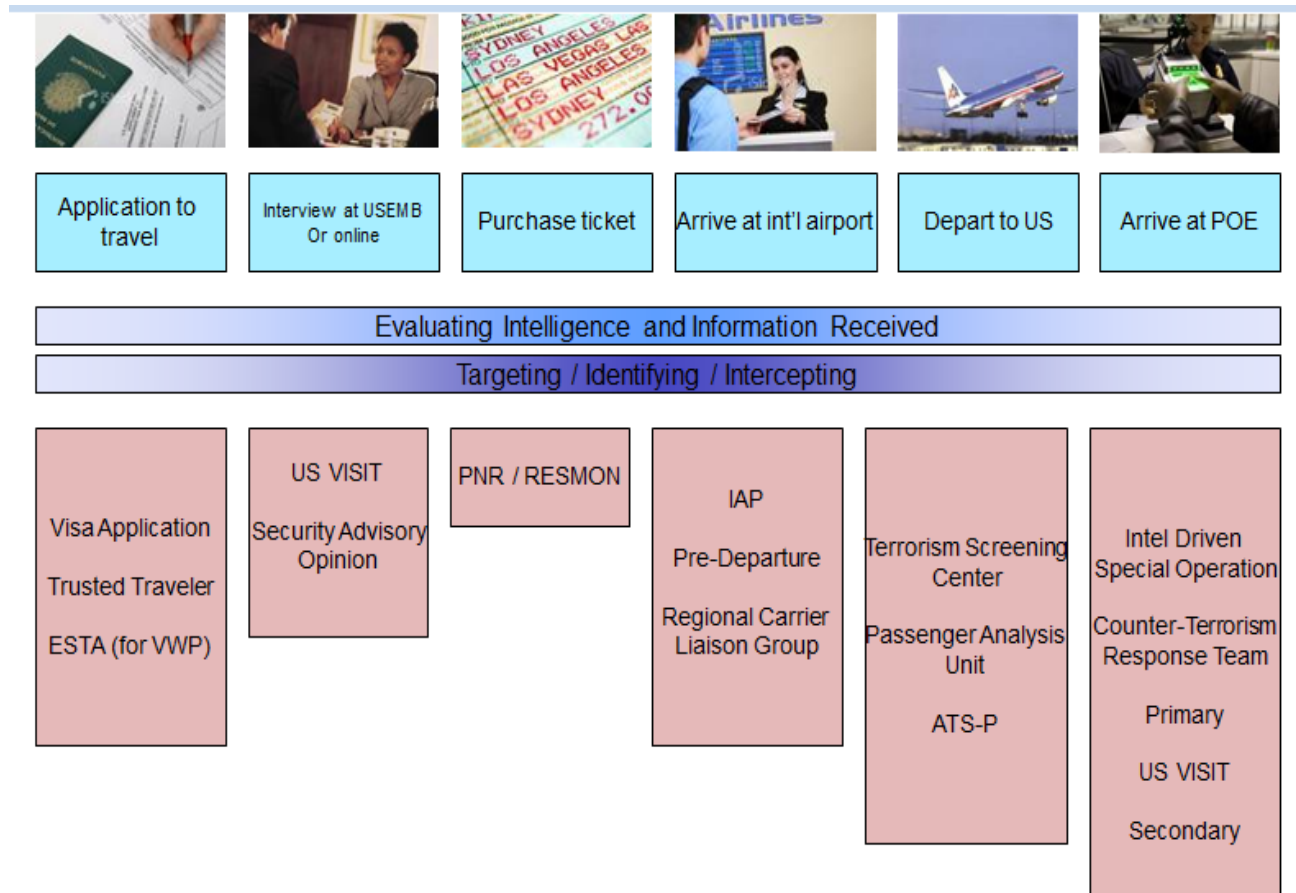 Airlines
SYDNEY
LOS ANGELES
LAS VEGAS LAS
LOS ANGELES
SYDNEY
272.00
Application to
travel
Interview at USEMB
Or online
Purchase ticket
Arrive at int'l airport
Depart to US
Arrive at POE
Evaluating Intelligence and Information Received
Targeting / Identifying / Intercepting
Visa Application
Trusted Traveler
ESTA (for VWP)
US VISIT
Security Advisory
Opinion
PNR / RESMON
IAP
Pre-Departure
Regional Carrier
Liaison Group
Terrorism Screening
Center
Passenger Analysis
Unit
ATS-P
Intel Driven
Special Operation
Counter-Terrorism
Response Team
Primary
US VISIT
Secondary